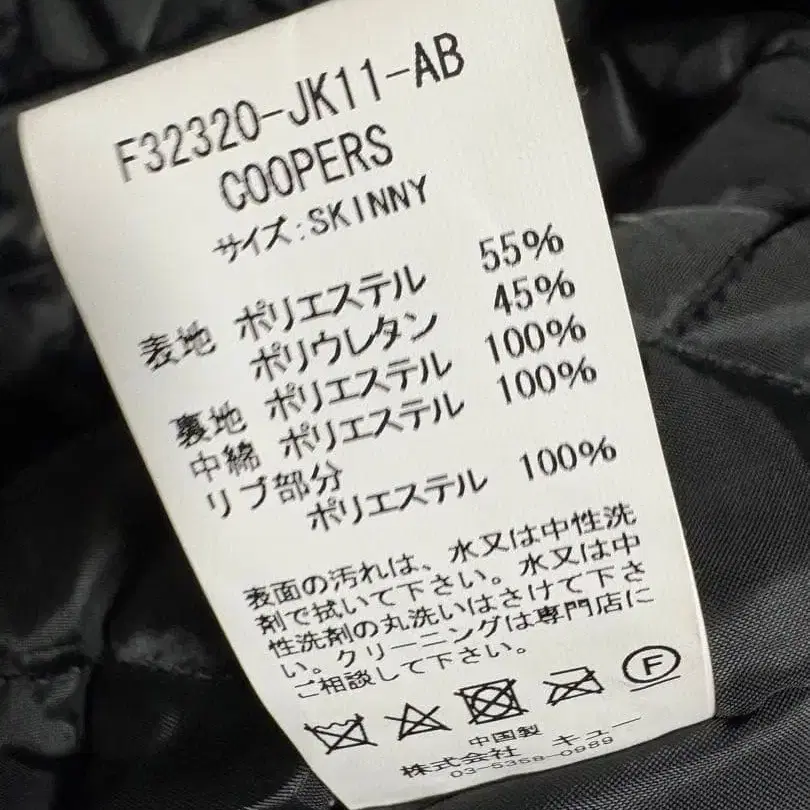 F32320-JK11-AB
COOPERS
サイズ:SKINNY
表地 ポリエステル 55%
ポリウレタン 45%
裏地 ポリエステル 100%
中綿 ポリエステル 100%
リブ部分
ポリエステル 100%
表面の汚れは、水又は中性洗
剤で拭いて下さい。水又は中
性洗剤の丸洗いはさけて下さ
い。クリーニングは専門店に
ご相談して下さい。
F
中国製
株式会社 キュー
03-5358-0989